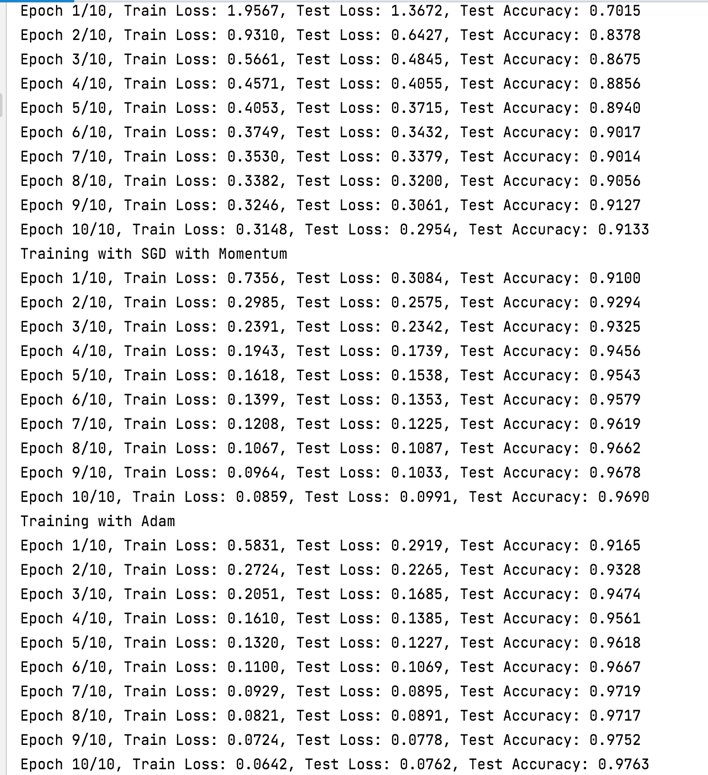 Epoch 1/10, Train Loss: 1.9567, Test Loss: 1.3672, Test Accuracy: 0.7015
Epoch 2/10, Train Loss: 0.9310, Test Loss: 0.6427, Test Accuracy: 0.8378
Epoch 3/10, Train Loss: 0.5661, Test Loss: 0.4845, Test Accuracy: 0.8675
Epoch 4/10, Train Loss: 0.4571, Test Loss: 0.4055, Test Accuracy: 0.8856
Epoch 5/10, Train Loss: 0.4053, Test Loss: 0.3715, Test Accuracy: 0.8940
Epoch 6/10, Train Loss: 0.3749, Test Loss: 0.3432, Test Accuracy: 0.9017
Epoch 7/10, Train Loss: 0.3530, Test Loss: 0.3379, Test Accuracy: 0.9014
Epoch 8/10, Train Loss: 0.3382, Test Loss: 0.3200, Test Accuracy: 0.9056
Epoch 9/10, Train Loss: 0.3246, Test Loss: 0.3061, Test Accuracy: 0.9127
Epoch 10/10, Train Loss: 0.3148, Test Loss: 0.2954, Test Accuracy: 0.9133
Training with SGD with Momentum
Epoch 1/10, Train Loss: 0.7356, Test Loss: 0.3084, Test Accuracy: 0.9100
Epoch 2/10, Train Loss: 0.2985, Test Loss: 0.2575, Test Accuracy: 0.9294
Epoch 3/10, Train Loss: 0.2391, Test Loss: 0.2342, Test Accuracy: 0.9325
Epoch 4/10, Train Loss: 0.1943, Test Loss: 0.1739, Test Accuracy: 0.9456
Epoch 5/10, Train Loss: 0.1618, Test Loss: 0.1538, Test Accuracy: 0.9543
Epoch 6/10, Train Loss: 0.1399, Test Loss: 0.1353, Test Accuracy: 0.9579
Epoch 7/10, Train Loss: 0.1208, Test Loss: 0.1225, Test Accuracy: 0.9619
Epoch 8/10, Train Loss: 0.1067, Test Loss: 0.1087, Test Accuracy: 0.9662
Epoch 9/10, Train Loss: 0.0964, Test Loss: 0.1033, Test Accuracy: 0.9678
Epoch 10/10, Train Loss: 0.0859, Test Loss: 0.0991, Test Accuracy: 0.9690
Training with Adam
Epoch 1/10, Train Loss: 0.5831, Test Loss: 0.2919, Test Accuracy: 0.9165
Epoch 2/10, Train Loss: 0.2724, Test Loss: 0.2265, Test Accuracy: 0.9328
Epoch 3/10, Train Loss: 0.2051, Test Loss: 0.1685, Test Accuracy: 0.9474
Epoch 4/10, Train Loss: 0.1610, Test Loss: 0.1385, Test Accuracy: 0.9561
Epoch 5/10, Train Loss: 0.1320, Test Loss: 0.1227, Test Accuracy: 0.9618
Epoch 6/10, Train Loss: 0.1100, Test Loss: 0.1069, Test Accuracy: 0.9667
Epoch 7/10, Train Loss: 0.0929, Test Loss: 0.0895, Test Accuracy: 0.9719
Epoch 8/10, Train Loss: 0.0821, Test Loss: 0.0891, Test Accuracy: 0.9717
Epoch 9/10, Train Loss: 0.0724, Test Loss: 0.0778, Test Accuracy: 0.9752
Epoch 10/10, Train Loss: 0.0642, Test Loss: 0.0762, Test Accuracy: 0.9763